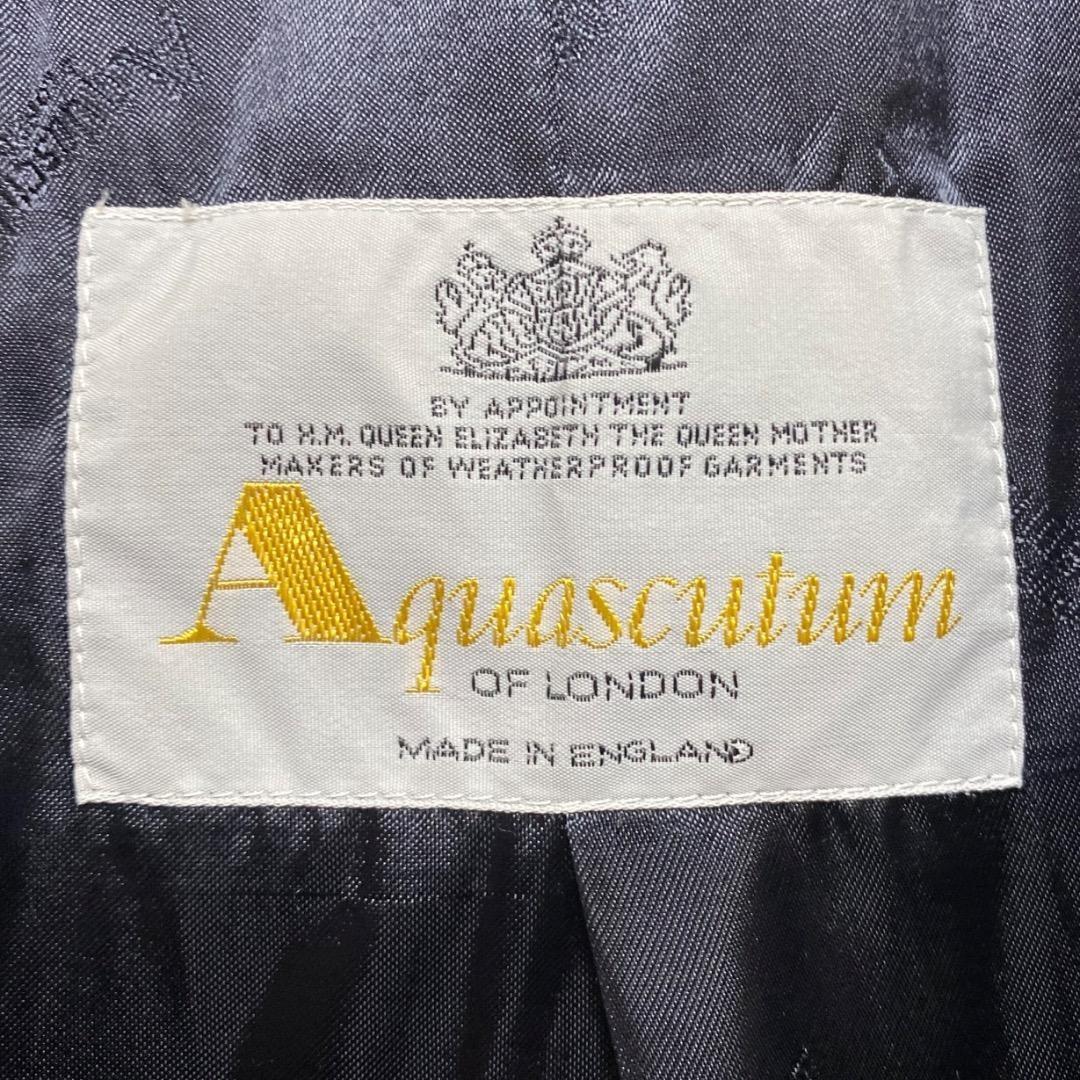 BY APPOINTMENT
TO H.M. QUEEN ELIZABETH THE QUEEN MOTHER
MAKERS OF WEATHERPROOF GARMENTS
Aquascutum
OF LONDON
MADE IN ENGLAND